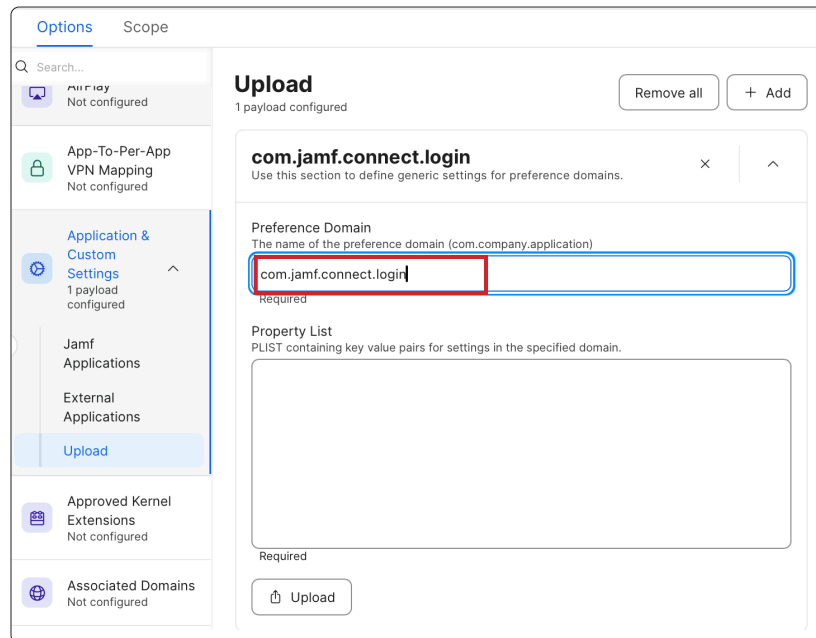 Options
Scope
Search...
AirPlay
Not configured
App-To-Per-App
VPN Mapping
Not configured
Application &
Custom
Settings
1 payload
configured
Jamf
Applications
External
Applications
Upload
Approved Kernel
Extensions
Not configured
Associated Domains
Not configured
Upload
1 payload configured
Remove all
+ Add
com.jamf.connect.login
Use this section to define generic settings for preference domains.
Preference Domain
The name of the preference domain (com.company.application)
com.jamf.connect.login
Required
Property List
PLIST containing key value pairs for settings in the specified domain.
Required
Upload